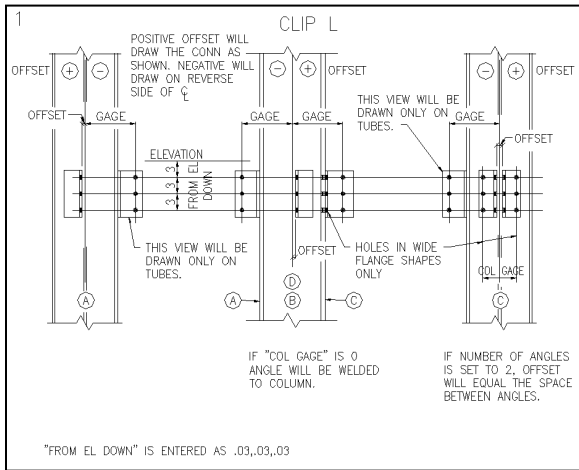 1
CLIP L
POSITIVE OFFSET WILL
DRAW THE CONN AS
SHOWN. NEGATIVE WILL
DRAW ON REVERSE
SIDE OF ℄
OFFSET + -
- + OFFSET
OFFSET - + OFFSET
OFFSET
GAGE
GAGE GAGE
THIS VIEW WILL BE
DRAWN ONLY ON
TUBES.
GAGE
OFFSET
ELEVATION
3
3
3
FROM EL
DOWN
THIS VIEW WILL BE
DRAWN ONLY ON
TUBES.
OFFSET
HOLES IN WIDE
FLANGE SHAPES
ONLY
COL GAGE
A
D
A B C
C
IF "COL GAGE" IS 0
ANGLE WILL BE WELDED
TO COLUMN.
IF NUMBER OF ANGLES
IS SET TO 2, OFFSET
WILL EQUAL THE SPACE
BETWEEN ANGLES.
"FROM EL DOWN" IS ENTERED AS .03,.03,.03